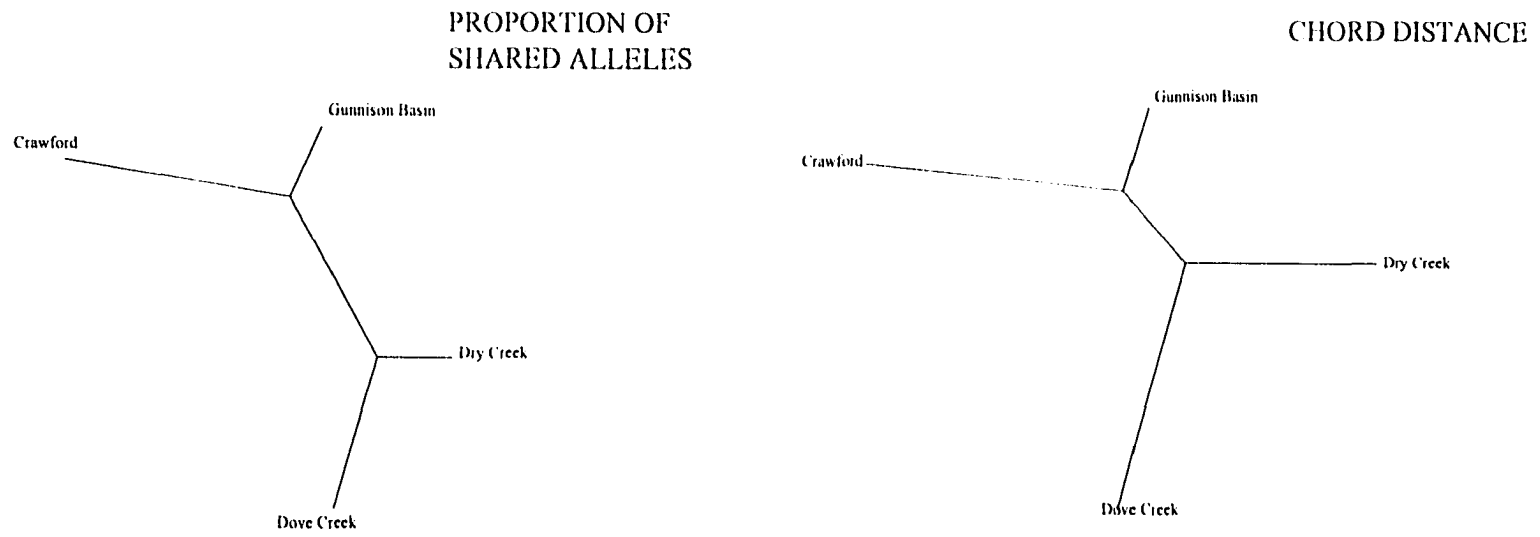 PROPORTION OF
SHARED ALLELES
Gunnison Basin
Crawford
Dry Creek
Dove Creek
CHORD DISTANCE
Gunnison Basin
Crawford
Dry Creek
Dove Creek